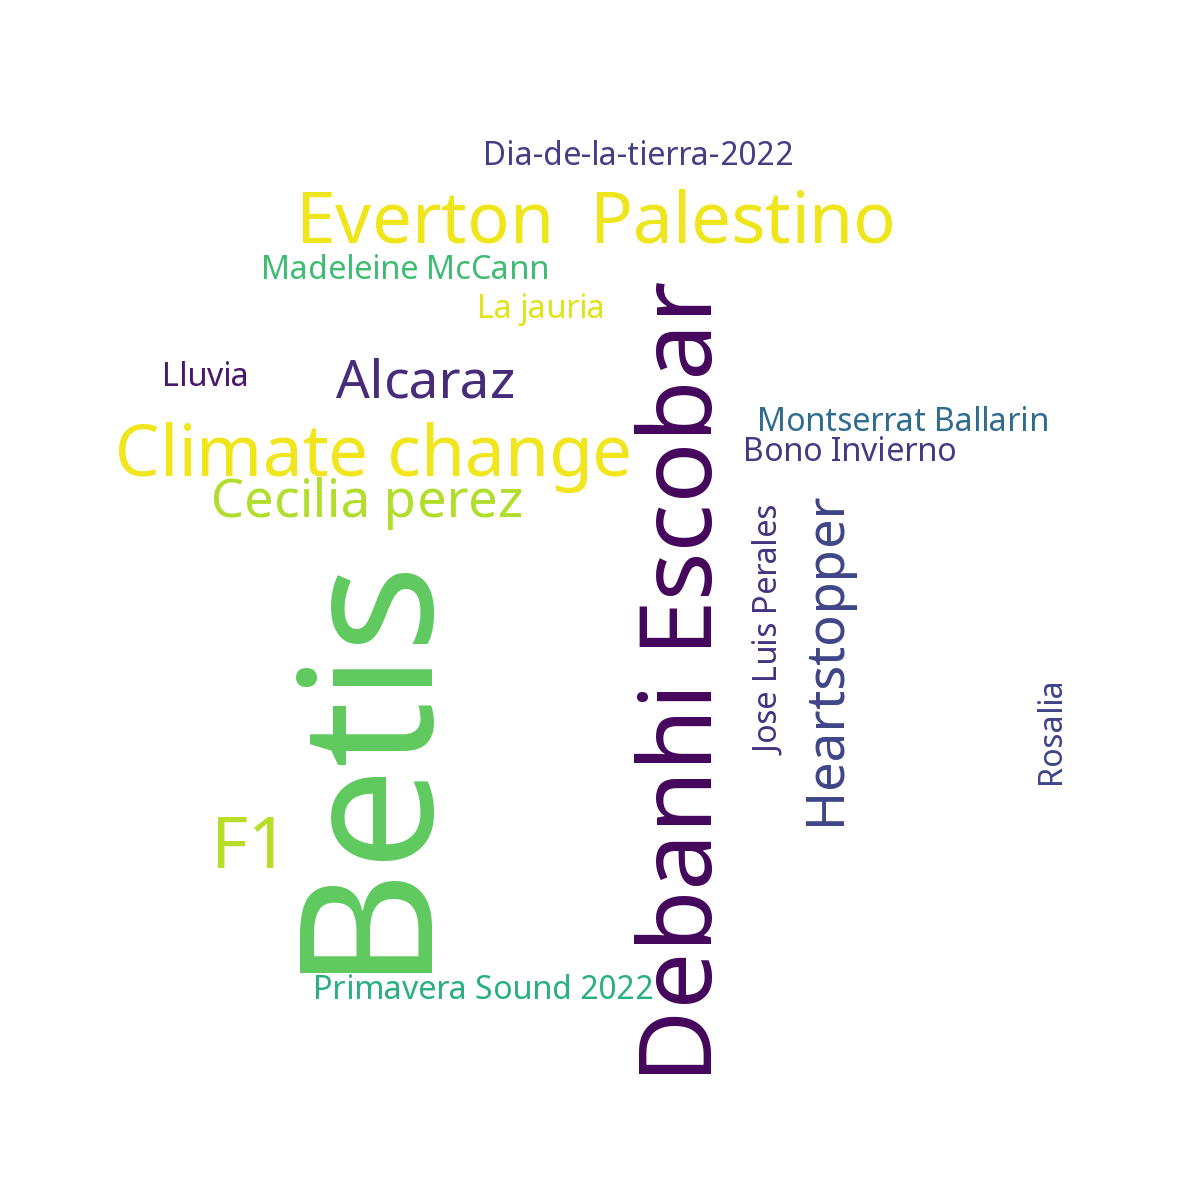 Dia-de-la-tierra-2022
Everton Palestino
Madeleine McCann
La jauria
Lluvia
Alcaraz
Climate change
Cecilia perez
Montserrat Ballarin
Bono Invierno
Debanhi Escobar
Jose Luis Perales
Heartstopper
Rosalia
Betis
F1
Primavera Sound 2022